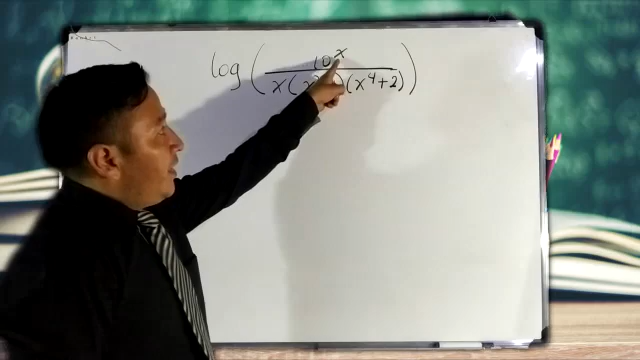 log ( 10^x
x(x )(x^4+2) )